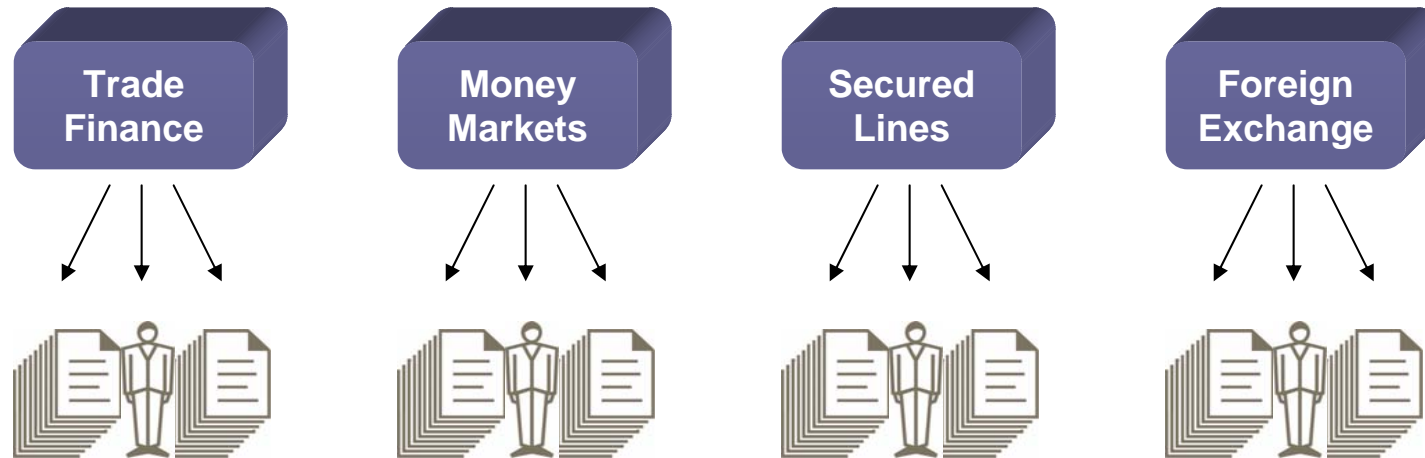 Trade
Finance
Money
Markets
Secured
Lines
Foreign
Exchange